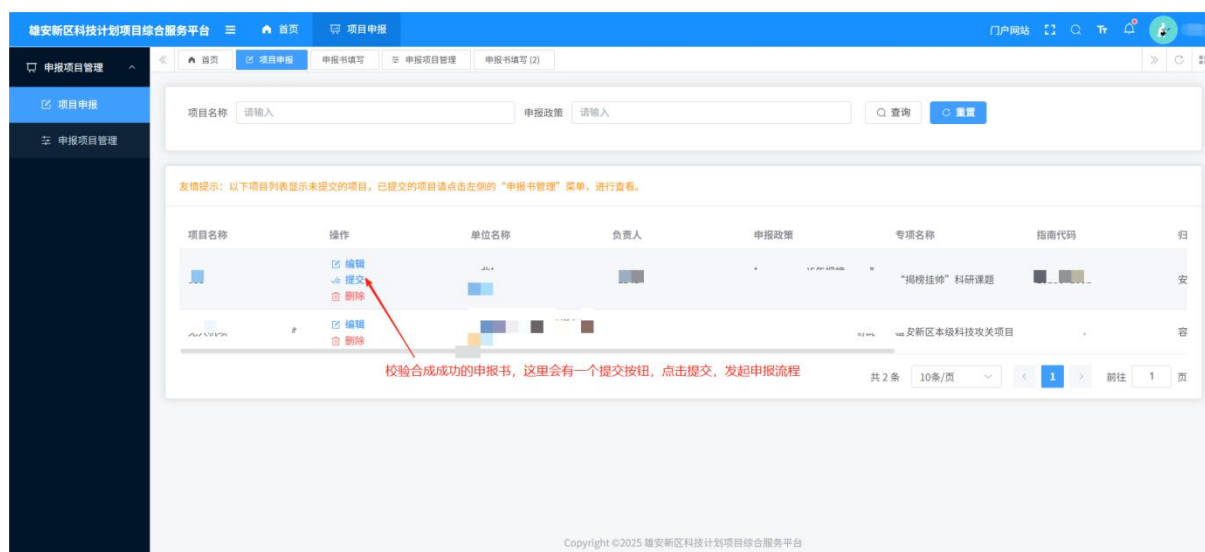 雄安新区科技计划项目综合服务平台 首页 项目申报 门户网站 Tr
申报项目管理 首页 项目申报 申报书填写 申报项目管理 申报书填写 (2)
项目申报
项目名称 请输入 申报政策 请输入 查询 重置
申报项目管理
友情提示：以下项目列表显示未提交的项目，已提交的项目请点击左侧的“申报书管理”菜单，进行查看。
项目名称 操作 单位名称 负责人 申报政策 专项名称 指南代码 归
编辑
提交 “揭榜挂帅”科研课题 安
删除
编辑
雄安新区本级科技攻关项目 容
删除
校验合成成功的申报书，这里会有一个提交按钮，点击提交，发起申报流程
共 2 条 10条/页 < 1 > 前往 1 页
Copyright ©2025 雄安新区科技计划项目综合服务平台